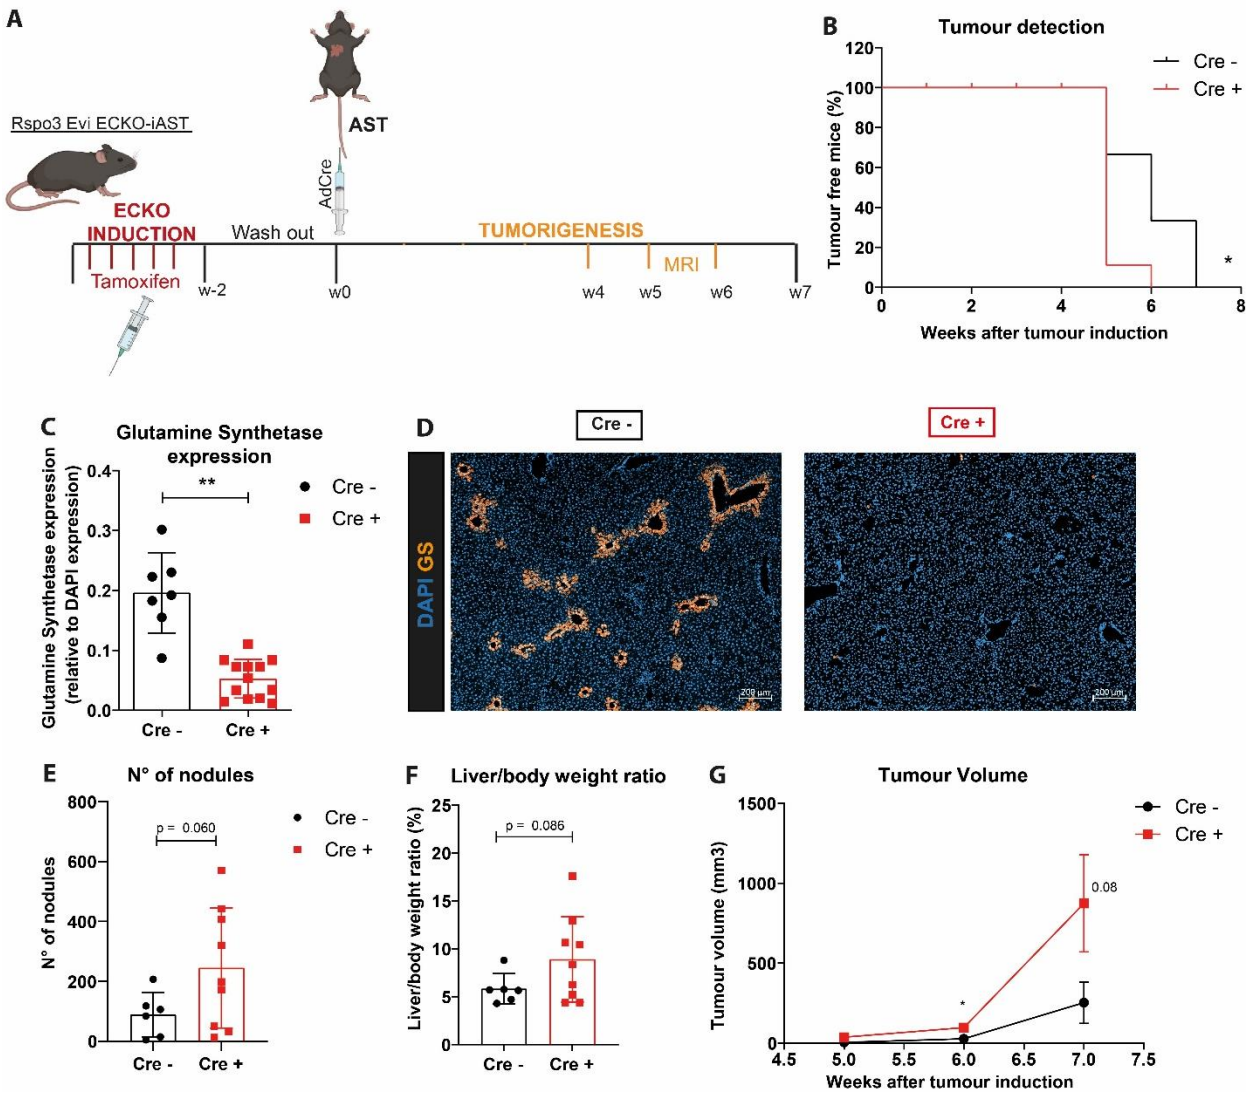 A
Rspo3 Evi ECKO-iAST
AST
AdCre
ECKO
INDUCTION
Wash out
TUMORIGENESIS
Tamoxifen
MRI
w-2
w0
w4
w5
w6
w7
B
Tumour detection
Cre -
Cre +
Tumour free mice (%)
120
100
80
60
40
20
0
*
0
2
4
6
8
Weeks after tumour induction
C
Glutamine Synthetase
expression
Glutamine Synthetase expression
(relative to DAPI expression)
0.4
0.3
0.2
0.1
0.0
**
Cre -
Cre +
Cre -
Cre +
D
Cre -
Cre +
DAPI GS
200 µm
200 µm
E
N° of nodules
N° of nodules
800
600
400
200
0
p = 0.060
Cre -
Cre +
Cre -
Cre +
F
Liver/body weight ratio
Liver/body weight ratio (%)
25
20
15
10
5
0
p = 0.086
Cre -
Cre +
G
Tumour Volume
Cre -
Cre +
Tumour volume (mm3)
1500
1000
500
0
*
0.08
4.5
5.0
5.5
6.0
6.5
7.0
7.5
Weeks after tumour induction